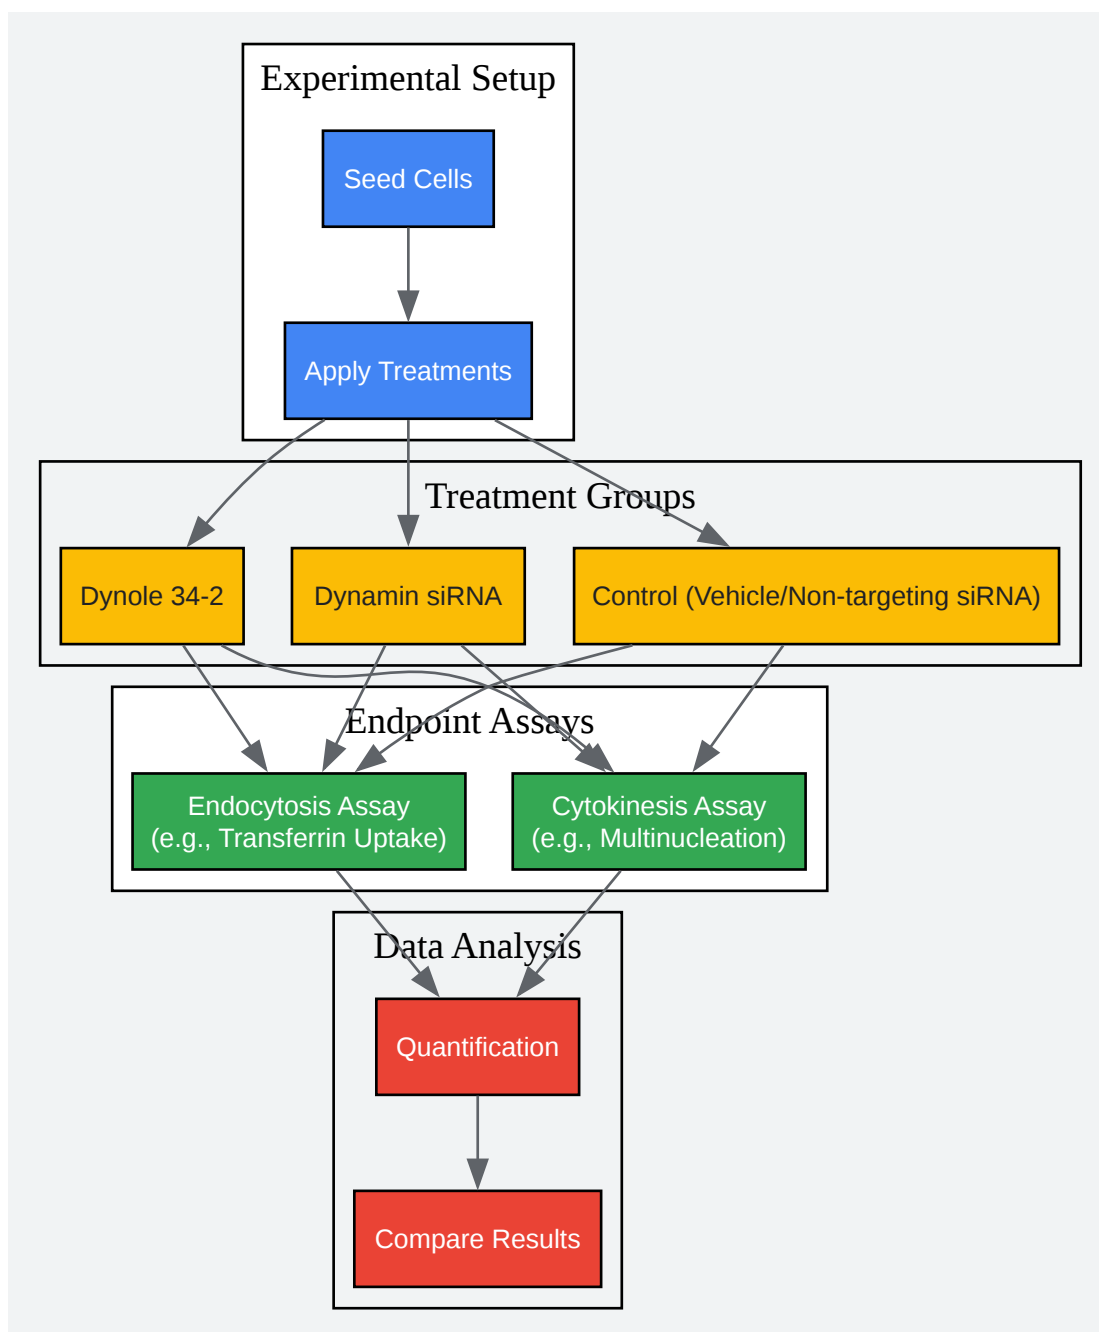 Experimental Setup
Seed Cells
Apply Treatments
Treatment Groups
Dynole 34-2
Dynamin siRNA
Control (Vehicle/Non-targeting siRNA)
Endpoint Assays
Endocytosis Assay
(e.g., Transferrin Uptake)
Cytokinesis Assay
(e.g., Multinucleation)
Data Analysis
Quantification
Compare Results